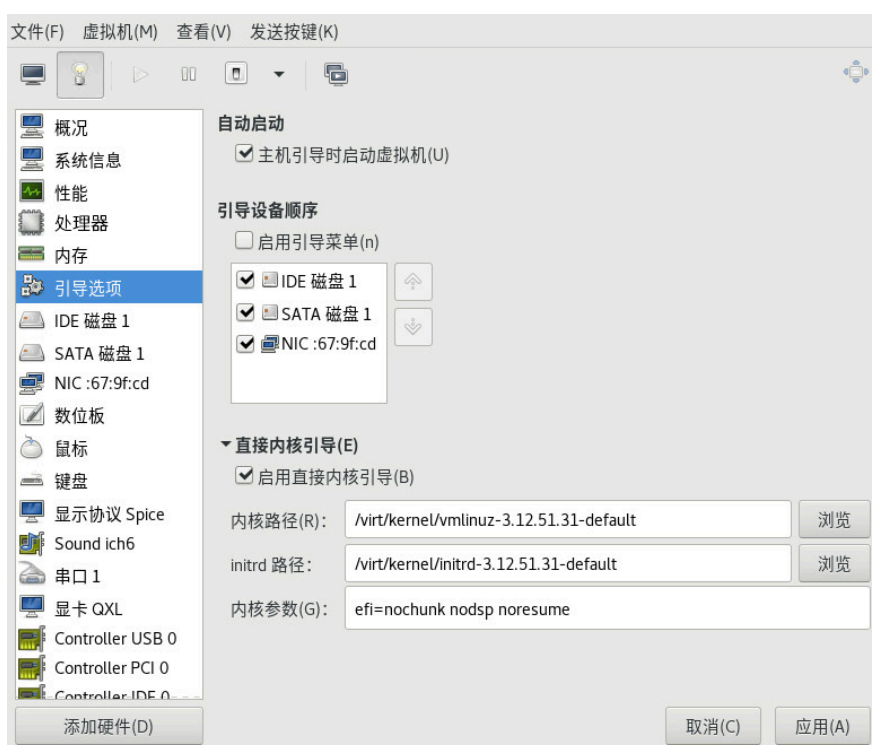 文件(F) 虚拟机(M) 查看(V) 发送按键(K)
概况
系统信息
性能
处理器
内存
引导选项
IDE 磁盘 1
SATA 磁盘 1
NIC :67:9f:cd
数位板
鼠标
键盘
显示协议 Spice
Sound ich6
串口 1
显卡 QXL
Controller USB 0
Controller PCI 0
Controller IDE 0
添加硬件(D)
自动启动
主机引导时启动虚拟机(U)
引导设备顺序
启用引导菜单(n)
IDE 磁盘 1
SATA 磁盘 1
NIC :67:9f:cd
直接内核引导(E)
启用直接内核引导(B)
内核路径(R): /virt/kernel/vmlinuz-3.12.51.31-default 浏览
initrd 路径: /virt/kernel/initrd-3.12.51.31-default 浏览
内核参数(G): efi=nochunk nodsp noresume
取消(C) 应用(A)